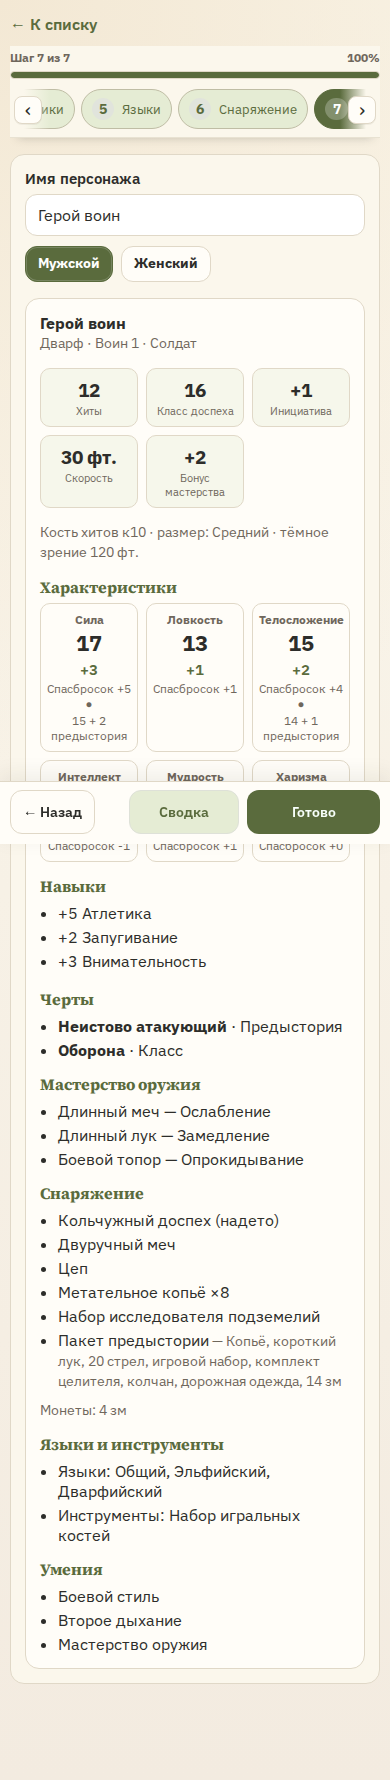 ← К списку
Шаг 7 из 7 100%
‹ ики 5 Языки 6 Снаряжение 7 ›
Имя персонажа
Герой воин
Мужской Женский
Герой воин
Дварф · Воин 1 · Солдат
12 16 +1
Хиты Класс доспеха Инициатива
30 фт. +2
Скорость Бонус
мастерства
Кость хитов к10 · размер: Средний · тёмное
зрение 120 фт.
Характеристики
Сила Ловкость Телосложение
17 13 15
+3 +1 +2
Спасбросок +5 Спасбросок +1 Спасбросок +4
● ●
15 + 2 14 + 1
предыстория предыстория
Интеллект Мудрость Харизма
← Назад Сводка Готово
Спасбросок -1 Спасбросок +1 Спасбросок +0
Навыки
• +5 Атлетика
• +2 Запугивание
• +3 Внимательность
Черты
• Неистово атакующий · Предыстория
• Оборона · Класс
Мастерство оружия
• Длинный меч — Ослабление
• Длинный лук — Замедление
• Боевой топор — Опрокидывание
Снаряжение
• Кольчужный доспех (надето)
• Двуручный меч
• Цеп
• Метательное копьё ×8
• Набор исследователя подземелий
• Пакет предыстории — Копьё, короткий
лук, 20 стрел, игровой набор, комплект
целителя, колчан, дорожная одежда, 14 зм
Монеты: 4 зм
Языки и инструменты
• Языки: Общий, Эльфийский,
Дварфийский
• Инструменты: Набор игральных
костей
Умения
• Боевой стиль
• Второе дыхание
• Мастерство оружия